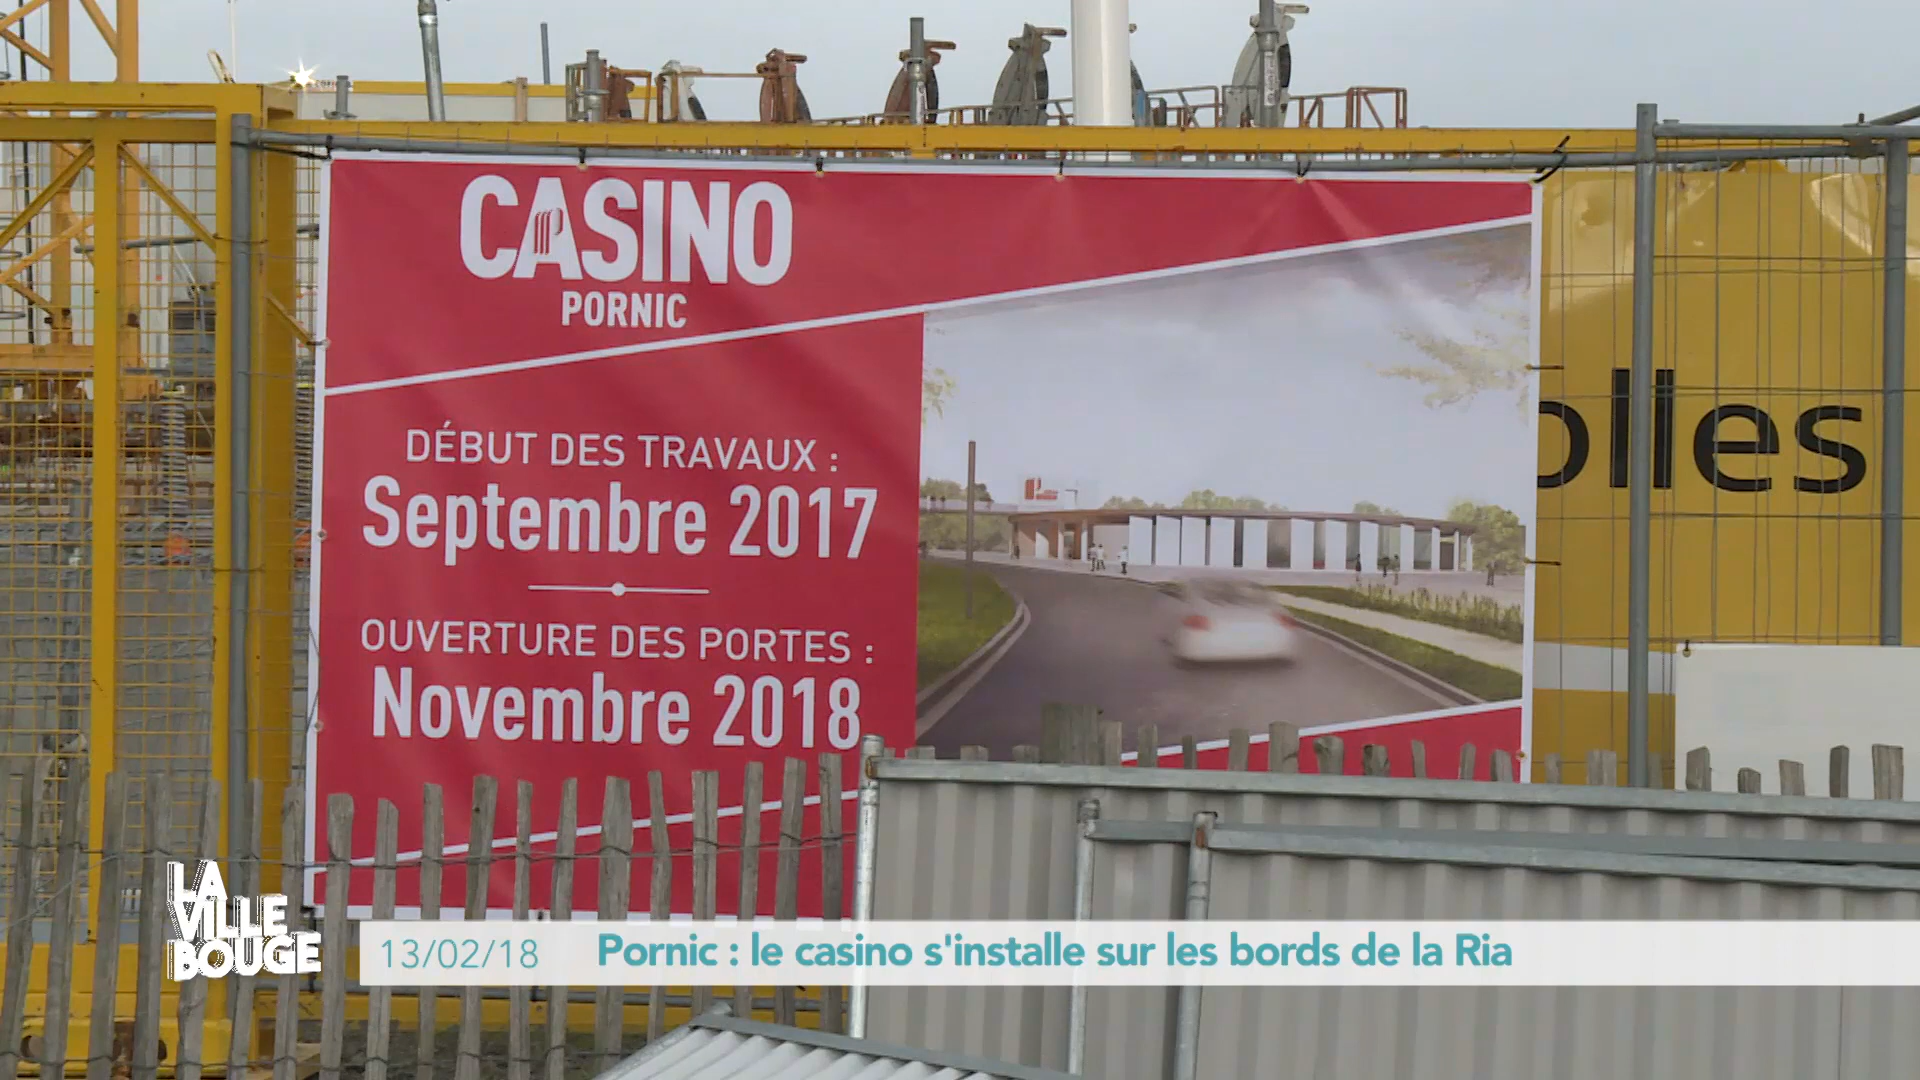 CASINO
PORNIC
DÉBUT DES TRAVAUX :
Septembre 2017
OUVERTURE DES PORTES :
Novembre 2018
olles
LA
VILLE
BOUGE
13/02/18
Pornic : le casino s'installe sur les bords de la Ria